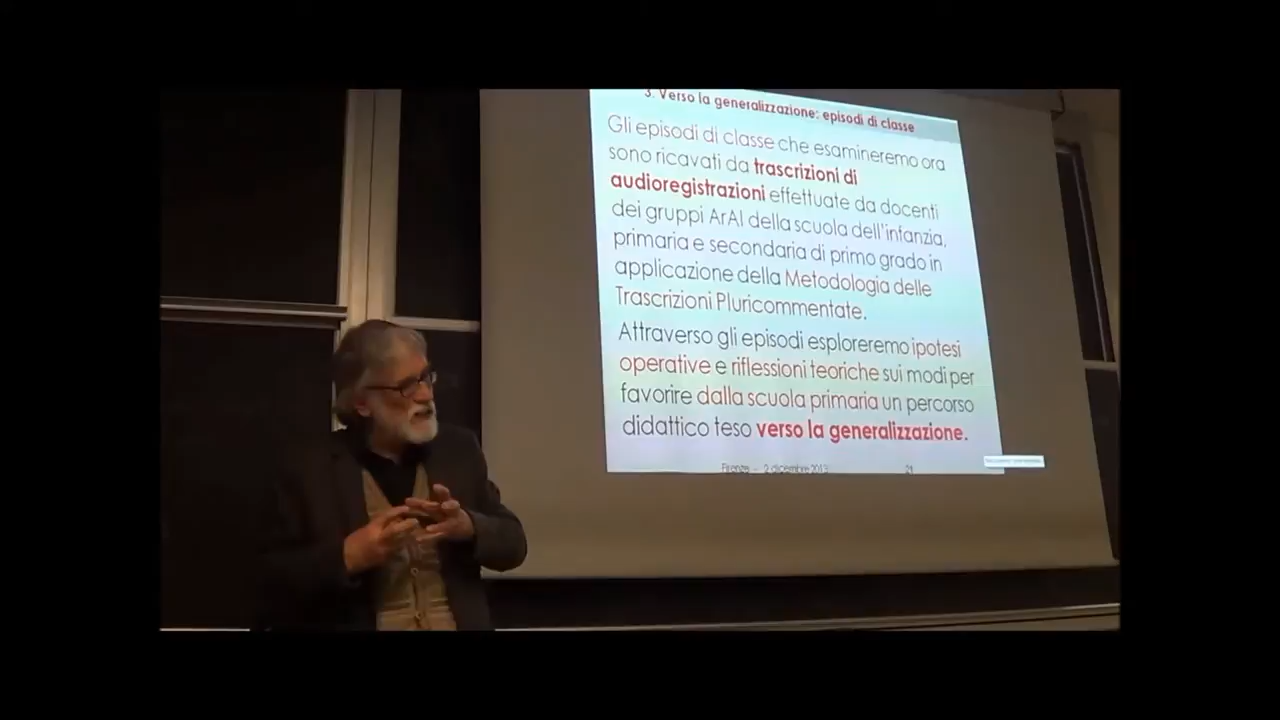 3. Verso la generalizzazione: episodi di classe
Gli episodi di classe che esamineremo ora
sono ricavati da trascrizioni di
audioregistrazioni effettuate da docenti
dei gruppi ArAl della scuola dell'infanzia,
primaria e secondaria di primo grado in
applicazione della Metodologia delle
Trascrizioni Pluricommentate.
Attraverso gli episodi esploreremo ipotesi
operative e riflessioni teoriche sui modi per
favorire dalla scuola primaria un percorso
didattico teso verso la generalizzazione.
Firenze – 2 dicembre 2013